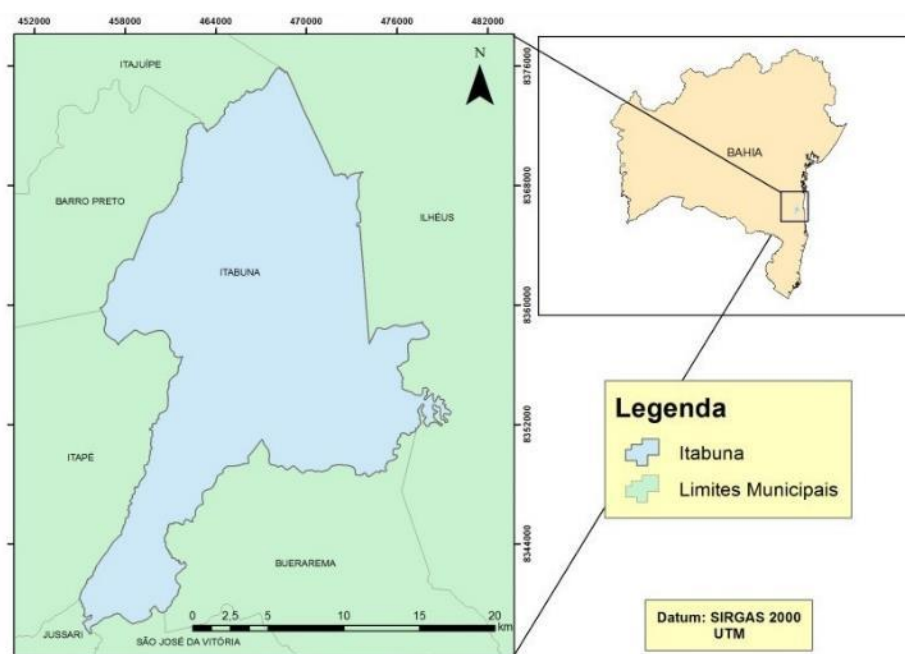 452000 458000 464000 470000 476000 482000
ITAJUÍPE
N
8376000
BAHIA
BARRO PRETO
8368000
ILHÉUS
ITABUNA
8360000
Legenda
8352000
Itabuna
ITAPÉ
Limites Municipais
8344000
BUERAREMA
0 2,5 5 10 15 20
km
JUSSARI
SÃO JOSÉ DA VITÓRIA
Datum: SIRGAS 2000
UTM